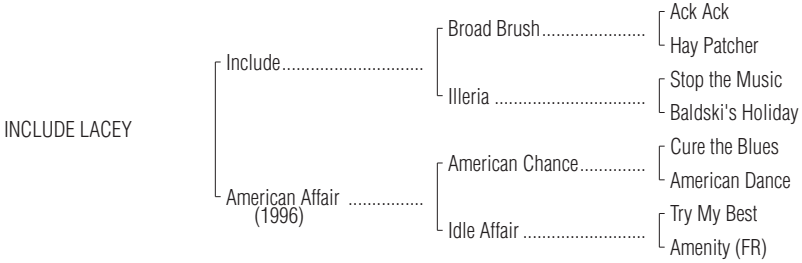 Ack Ack
Broad Brush......................
Hay Patcher
Include............................
Stop the Music
Illeria ................................
Baldski's Holiday
INCLUDE LACEY
Cure the Blues
American Chance..............
American Dance
American Affair ................
(1996)
Try My Best
Idle Affair ..........................
Amenity (FR)